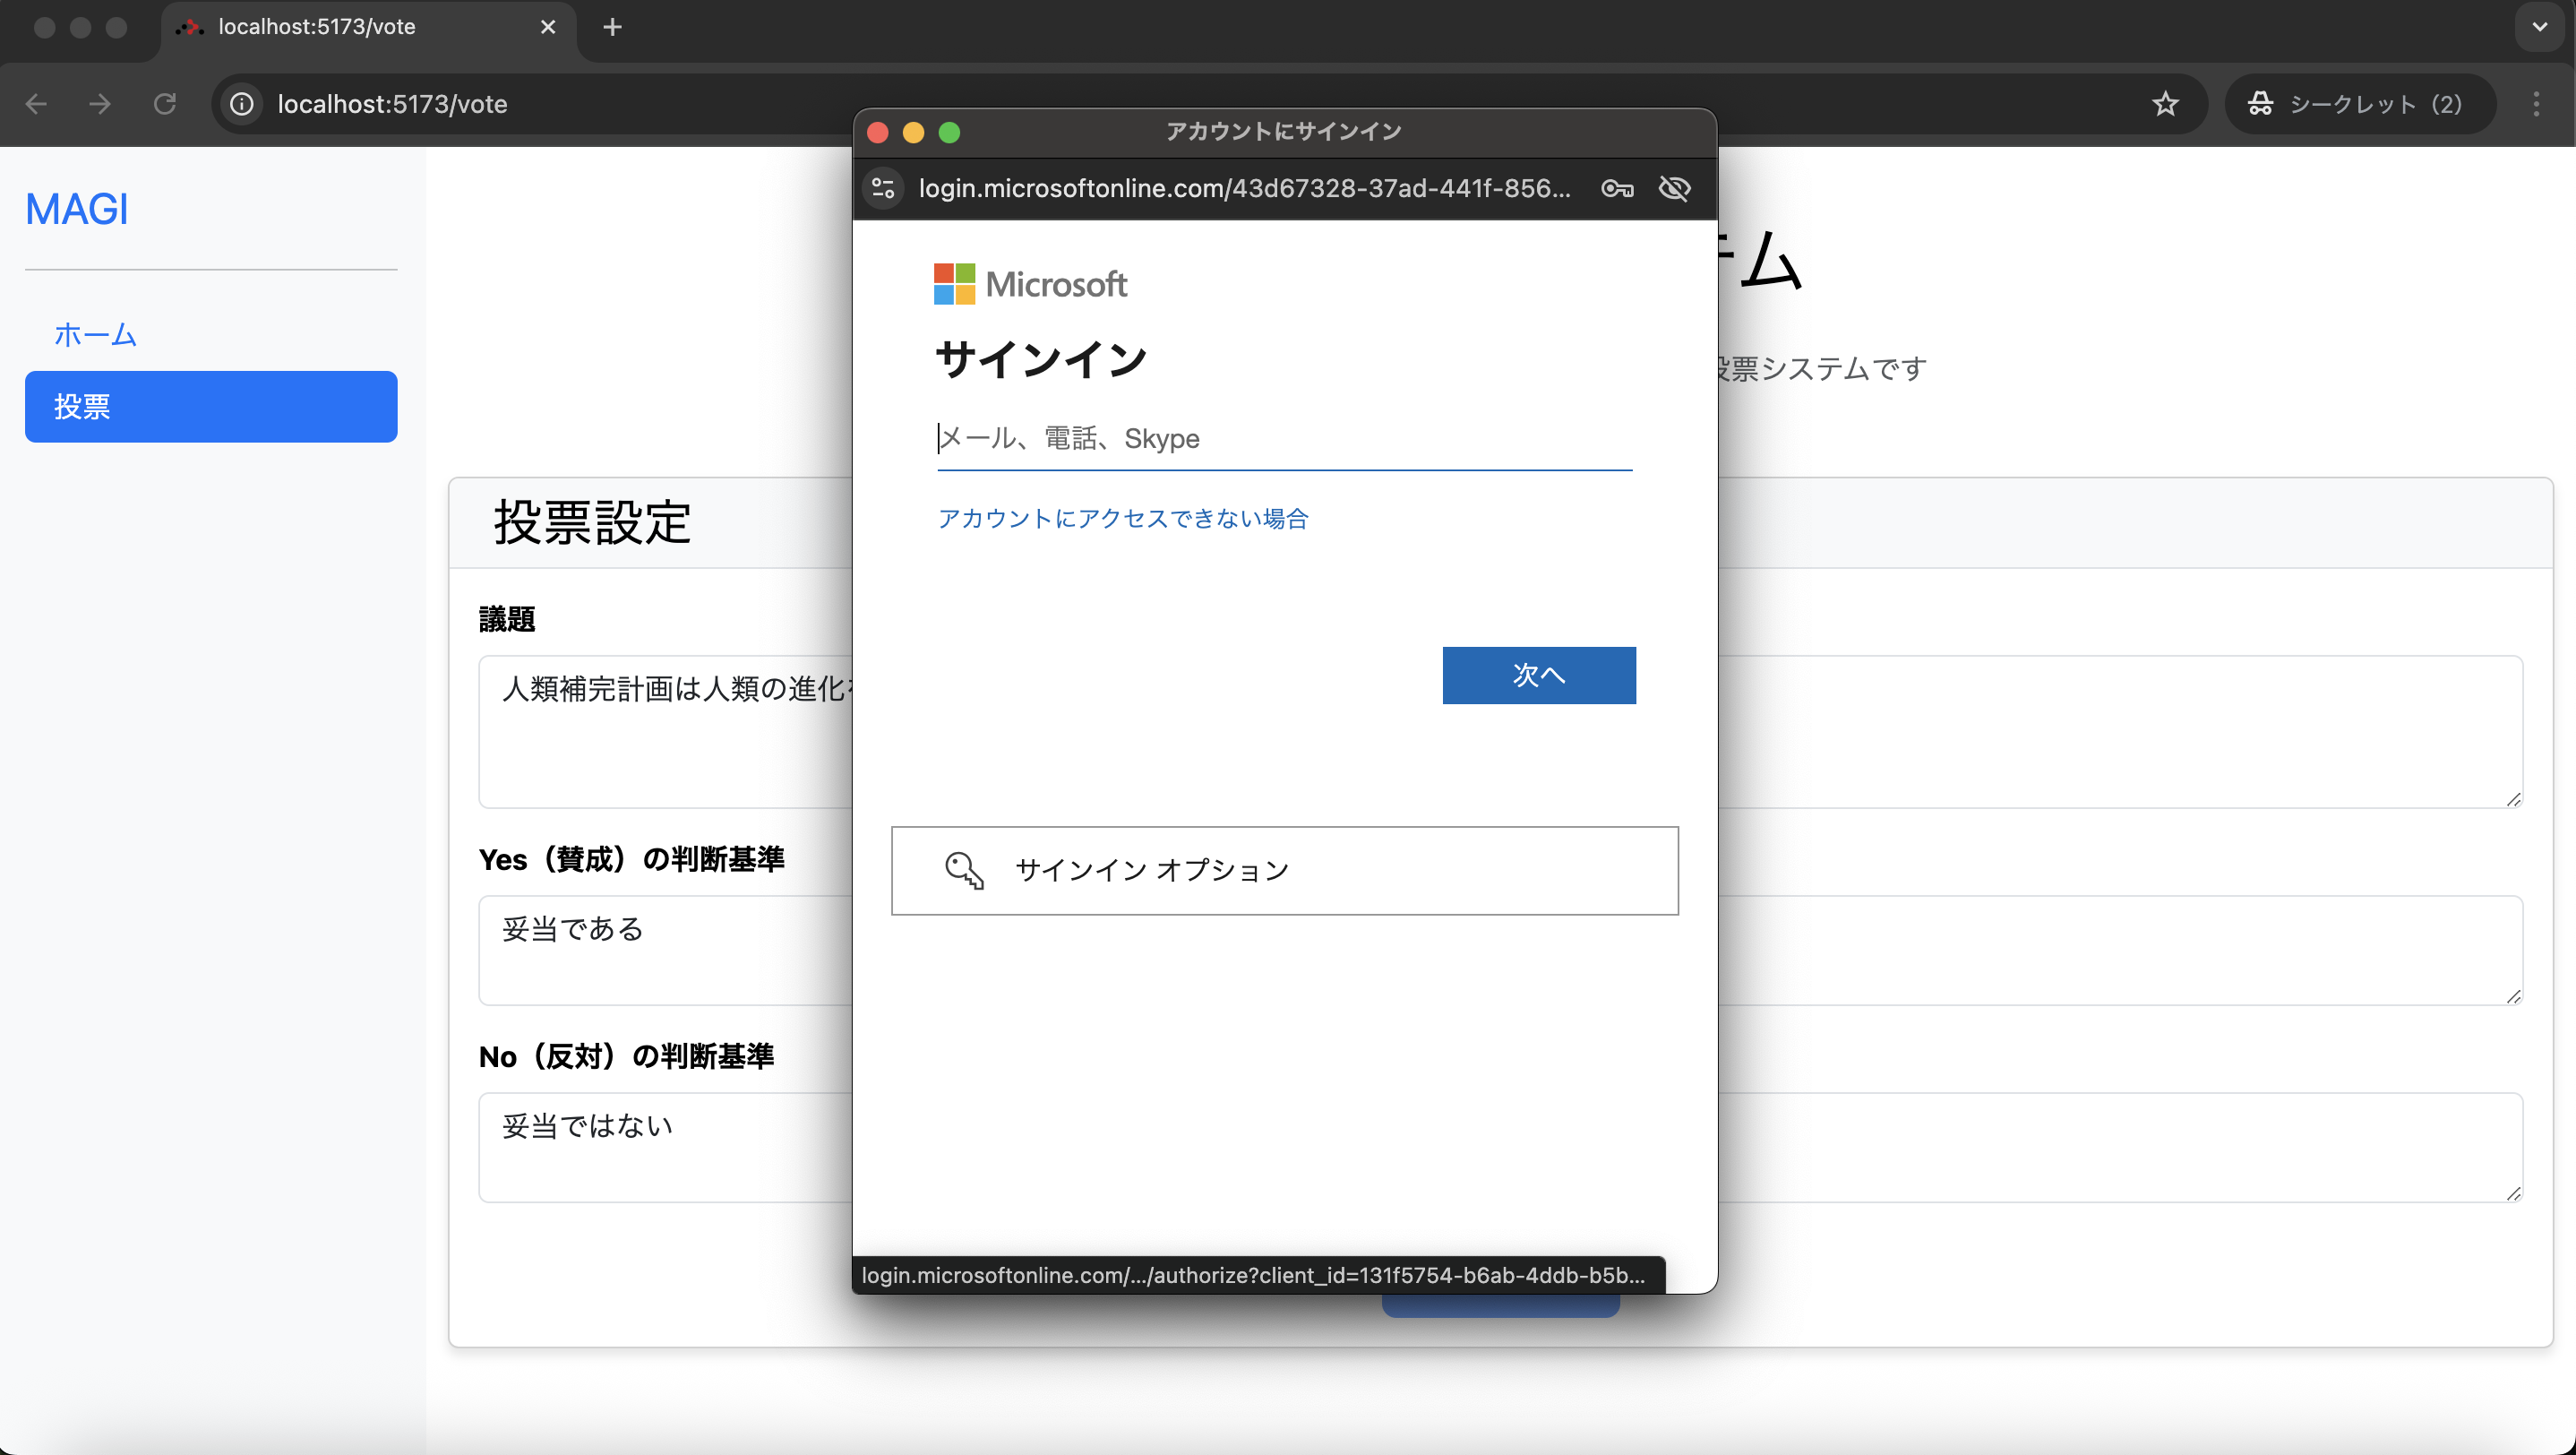 localhost:5173/vote
localhost:5173/vote
シークレット（2）
アカウントにサインイン
login.microsoftonline.com/43d67328-37ad-441f-856...
MAGI
ホーム
投票
Microsoft
サインイン
メール、電話、Skype
アカウントにアクセスできない場合
次へ
サインイン オプション
login.microsoftonline.com/.../authorize?client_id=131f5754-b6ab-4ddb-b5b...
テム
投票システムです
投票設定
議題
人類補完計画は人類の進化を
Yes（賛成）の判断基準
妥当である
No（反対）の判断基準
妥当ではない